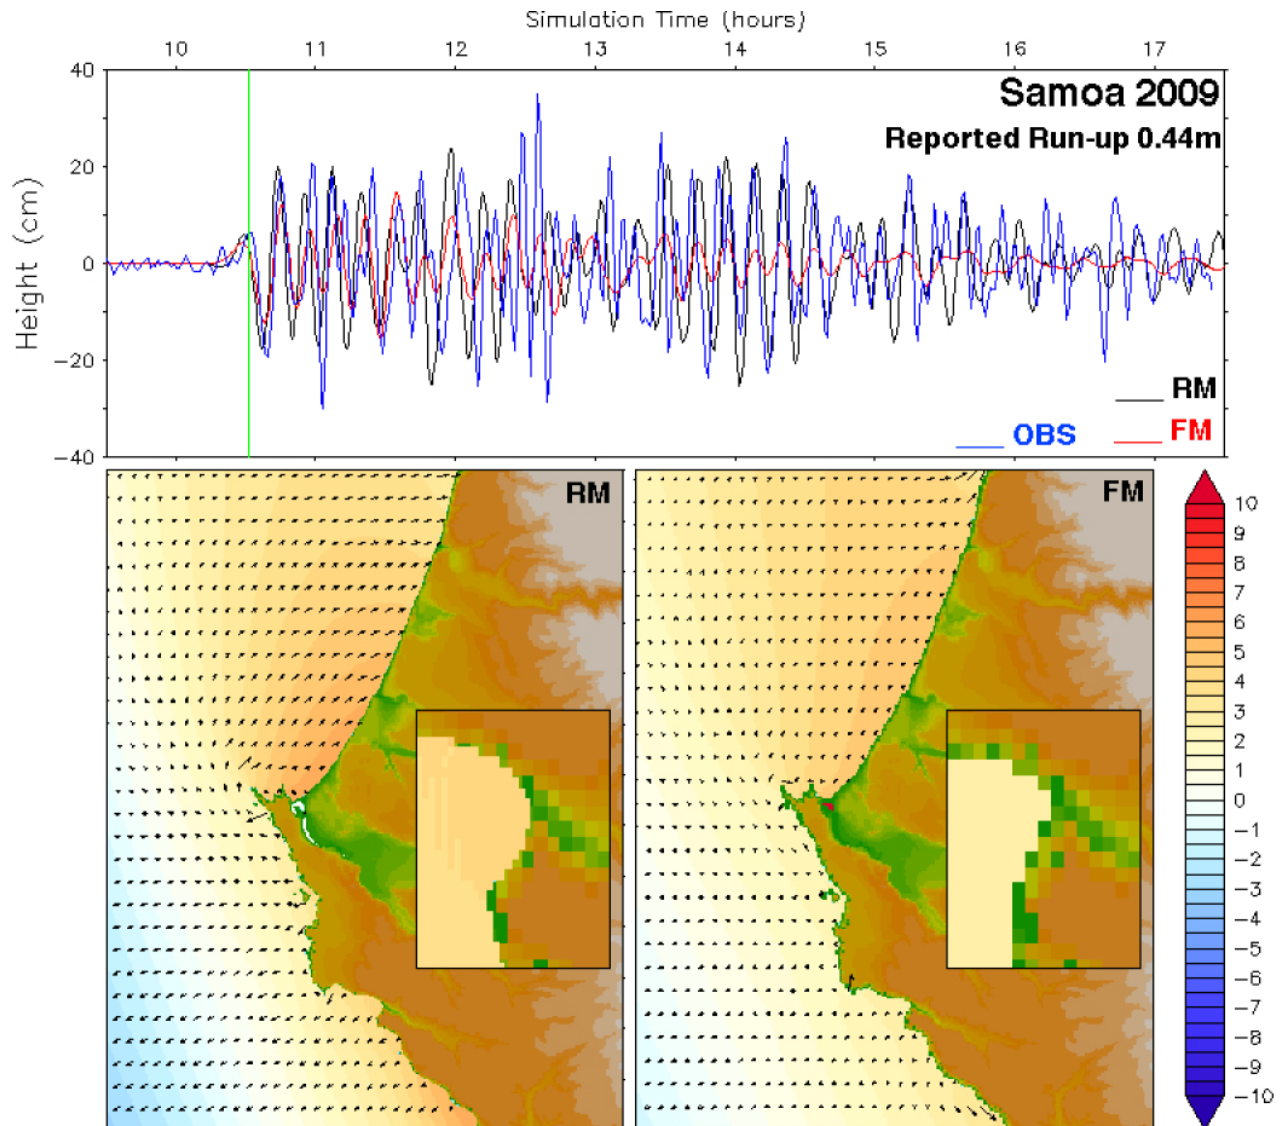 Simulation Time (hours)
10 11 12 13 14 15 16 17
Samoa 2009
Reported Run-up 0.44m
Height (cm)
40
20
0
−20
−40
RM
OBS FM
RM
FM
10
9
8
7
6
5
4
3
2
1
0
−1
−2
−3
−4
−5
−6
−7
−8
−9
−10